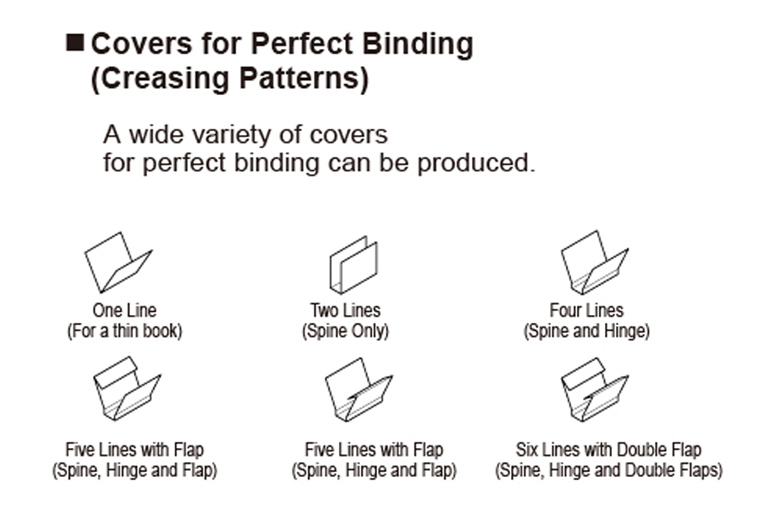 ■ Covers for Perfect Binding
(Creasing Patterns)
A wide variety of covers
for perfect binding can be produced.
One Line
(For a thin book)
Two Lines
(Spine Only)
Four Lines
(Spine and Hinge)
Five Lines with Flap
(Spine, Hinge and Flap)
Five Lines with Flap
(Spine, Hinge and Flap)
Six Lines with Double Flap
(Spine, Hinge and Double Flaps)